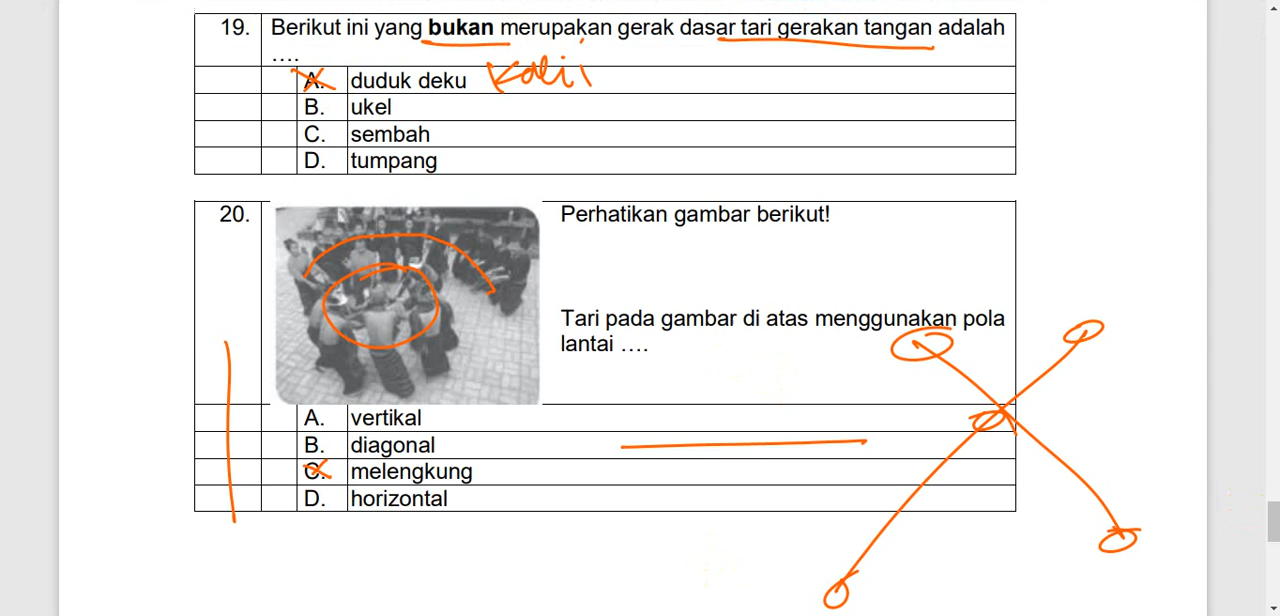 19. Berikut ini yang bukan merupakan gerak dasar tari gerakan tangan adalah
....
A. duduk deku
B. ukel
C. sembah
D. tumpang
20. Perhatikan gambar berikut!
Tari pada gambar di atas menggunakan pola
lantai ....
A. vertikal
B. diagonal
C. melengkung
D. horizontal